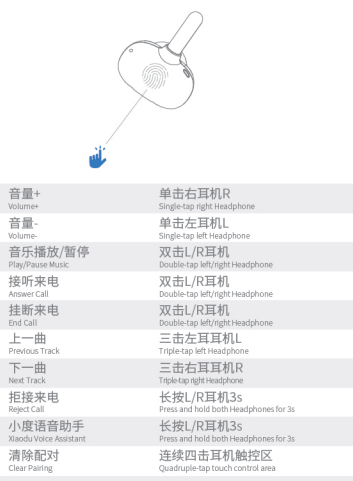 音量+
单击右耳机R
Volume+
Single-tap right Headphone
音量-
单击左耳机L
Volume-
Single-tap left Headphone
音乐播放/暂停
双击L/R耳机
Play/Pause Music
Double-tap left/right Headphone
接听来电
双击L/R耳机
Answer Call
Double-tap left/right Headphone
挂断来电
双击L/R耳机
End Call
Double-tap left/right Headphone
上一曲
三击左耳耳机L
Previous Track
Triple-tap left Headphone
下一曲
三击右耳耳机R
Next Track
Triple-tap right Headphone
拒接来电
长按L/R耳机3s
Reject Call
Press and hold both Headphones for 3s
小度语音助手
长按L/R耳机3s
Xiaodu Voice Assistant
Press and hold both Headphones for 3s
清除配对
连续四击耳机触控区
Clear Pairing
Quadruple-tap touch control area